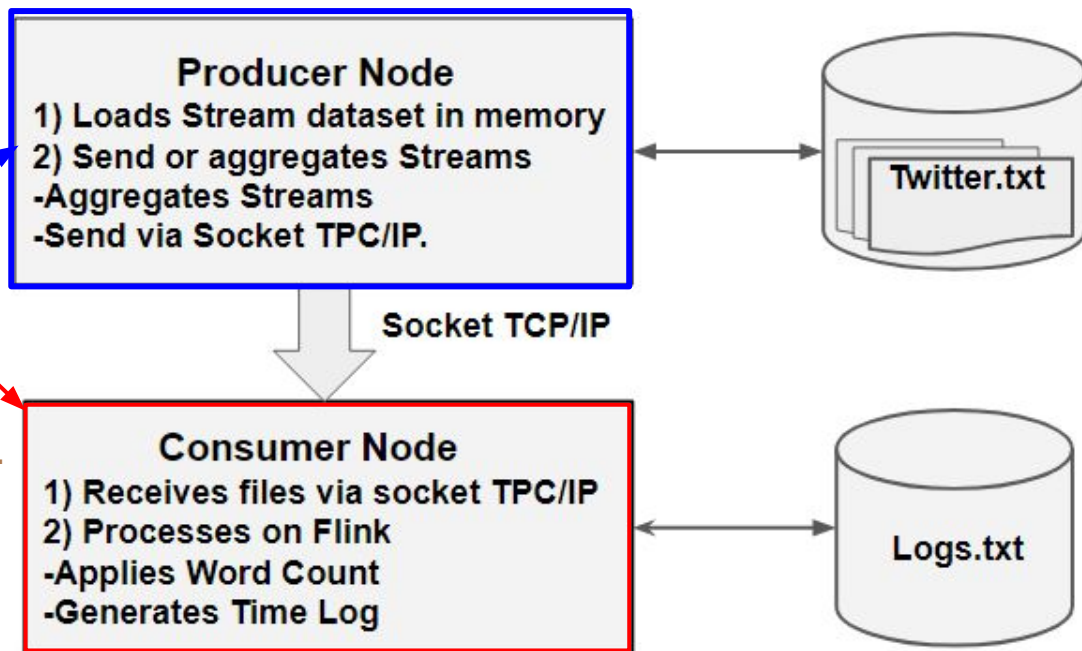 Producer Node
1) Loads Stream dataset in memory
2) Send or aggregates Streams
-Aggregates Streams
-Send via Socket TPC/IP.
Twitter.txt
Socket TCP/IP
Consumer Node
1) Receives files via socket TPC/IP
2) Processes on Flink
-Applies Word Count
-Generates Time Log
Logs.txt